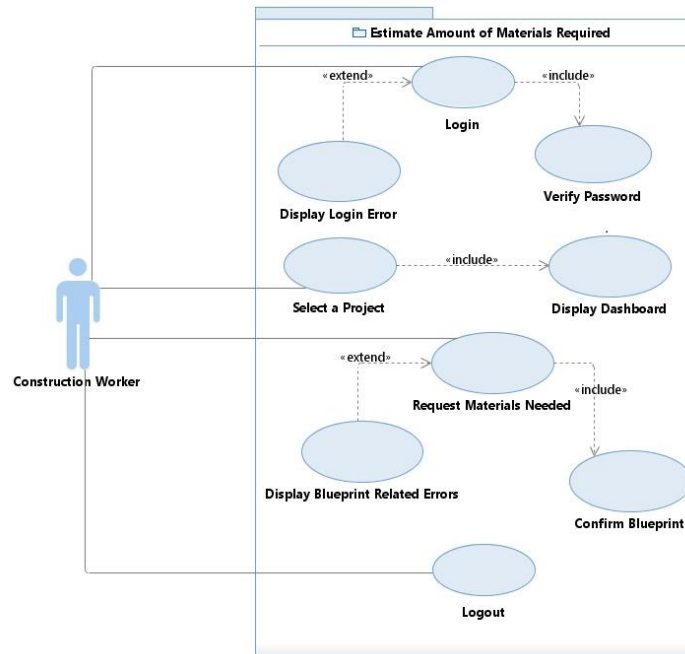 Estimate Amount of Materials Required
«extend»
«include»
Login
Verify Password
Display Login Error
«include»
Select a Project
Display Dashboard
Construction Worker
«extend»
«include»
Request Materials Needed
Display Blueprint Related Errors
Confirm Blueprint
Logout